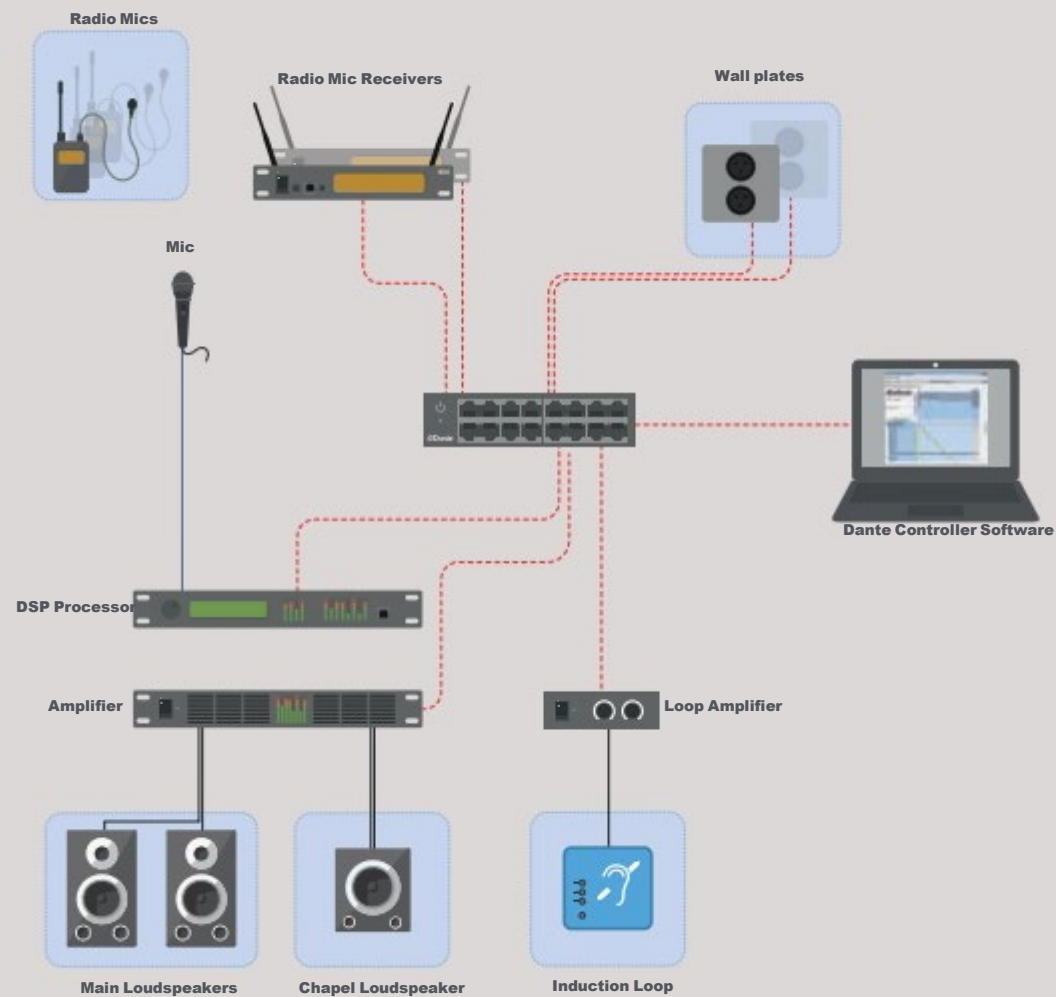 Radio Mics
Radio Mic Receivers
Wall plates
Mic
Dante
Dante Controller Software
DSP Processor
Amplifier
Loop Amplifier
Main Loudspeakers
Chapel Loudspeaker
Induction Loop